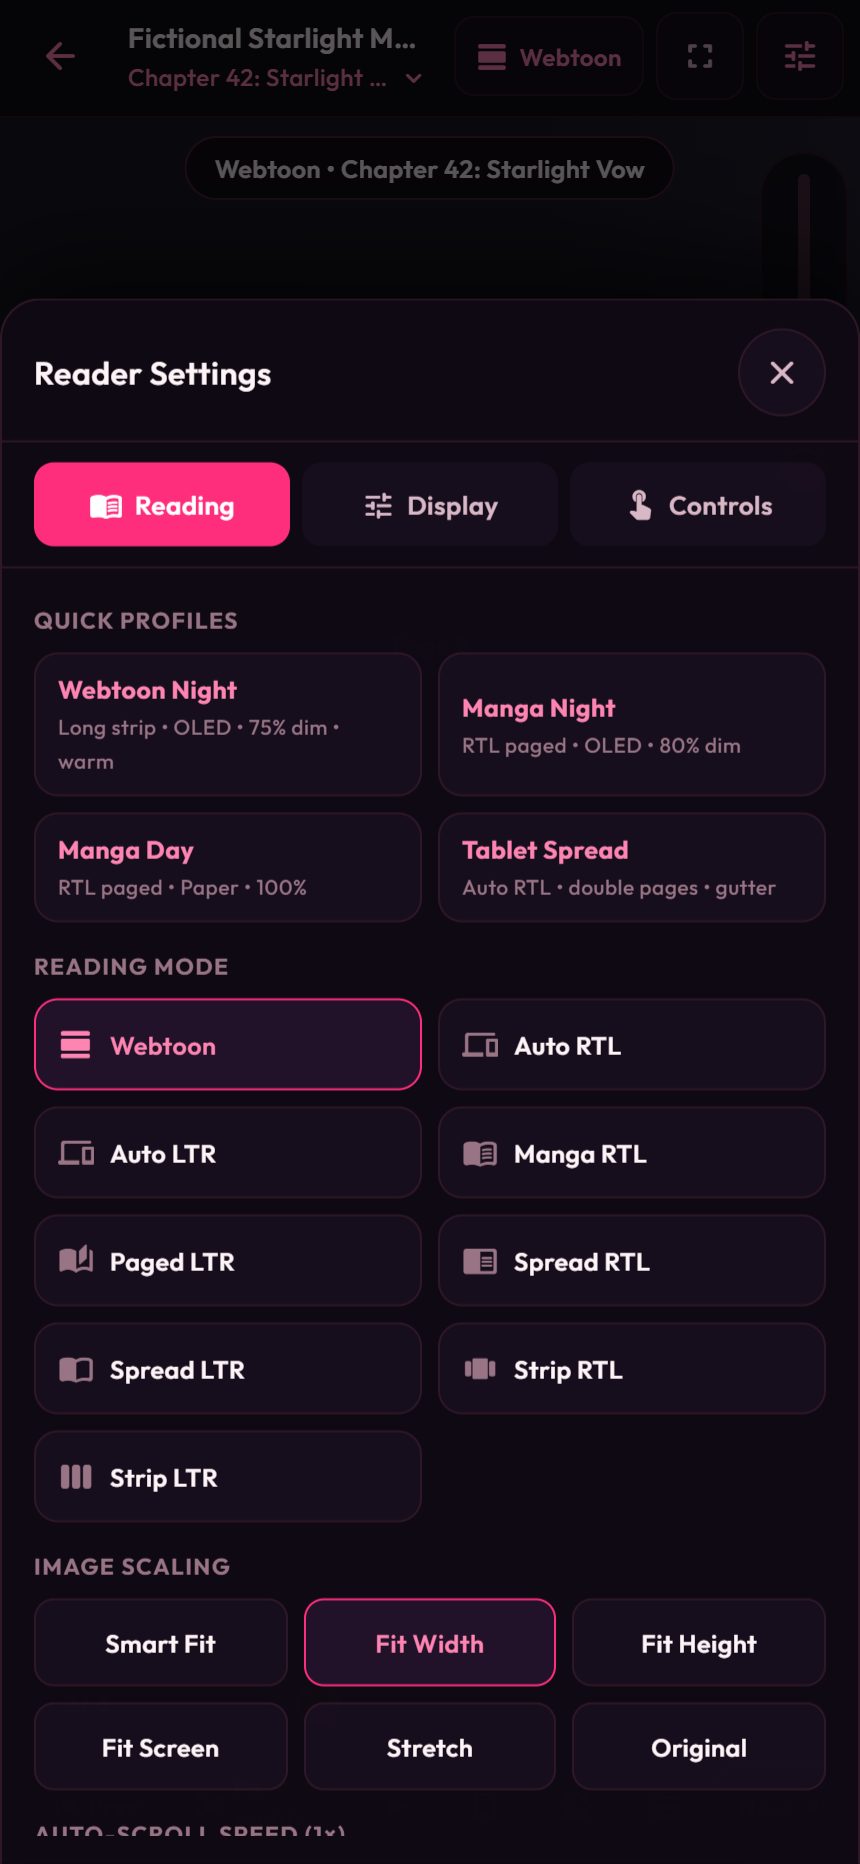 Fictional Starlight M...
Chapter 42: Starlight ...
Webtoon
Webtoon • Chapter 42: Starlight Vow
Reader Settings
Reading
Display
Controls
QUICK PROFILES
Webtoon Night
Long strip • OLED • 75% dim •
warm
Manga Night
RTL paged • OLED • 80% dim
Manga Day
RTL paged • Paper • 100%
Tablet Spread
Auto RTL • double pages • gutter
READING MODE
Webtoon
Auto RTL
Auto LTR
Manga RTL
Paged LTR
Spread RTL
Spread LTR
Strip RTL
Strip LTR
IMAGE SCALING
Smart Fit
Fit Width
Fit Height
Fit Screen
Stretch
Original
AUTO-SCROLL SPEED (1×)